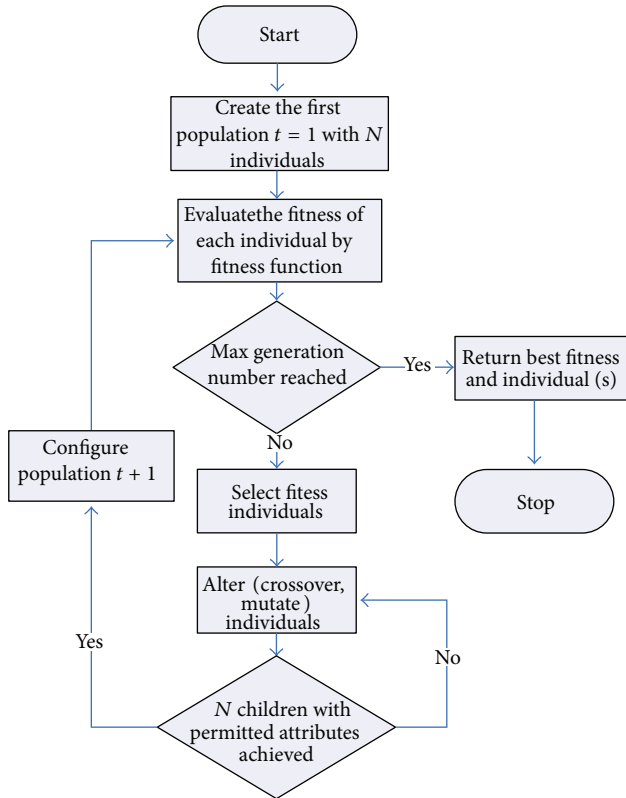 Start
Create the first
population t = 1 with N
individuals
Evaluatethe fitness of
each individual by
fitness function
Max generation
number reached
Yes
Return best fitness
and individual (s)
No
Configure
population t + 1
Select fitess
individuals
Stop
Alter (crossover,
mutate)
individuals
Yes
No
N children with
permitted attributes
achieved